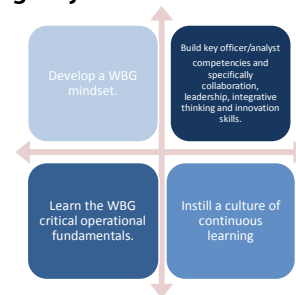 Develop a WBG
mindset.
Build key officer/analyst
competencies and
specifically
collaboration,
leadership, integrative
thinking and innovation
skills.
Learn the WBG
critical operational
fundamentals.
Instill a culture of
continuous
learning